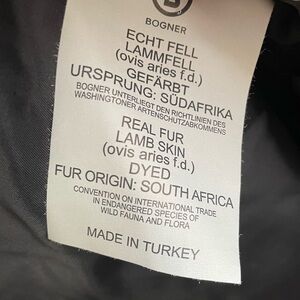 BOGNER
ECHT FELL
LAMMFELL
(ovis aries f.d.)
GEFÄRBT
URSPRUNG: SÜDAFRIKA
BOGNER UNTERLIEGT DEN RICHTLINIEN DES
WASHINGTONER ARTENSCHUTZABKOMMENS
REAL FUR
LAMB SKIN
(ovis aries f.d.)
DYED
FUR ORIGIN: SOUTH AFRICA
CONVENTION ON INTERNATIONAL TRADE
IN ENDANGERED SPECIES OF
WILD FAUNA AND FLORA
MADE IN TURKEY